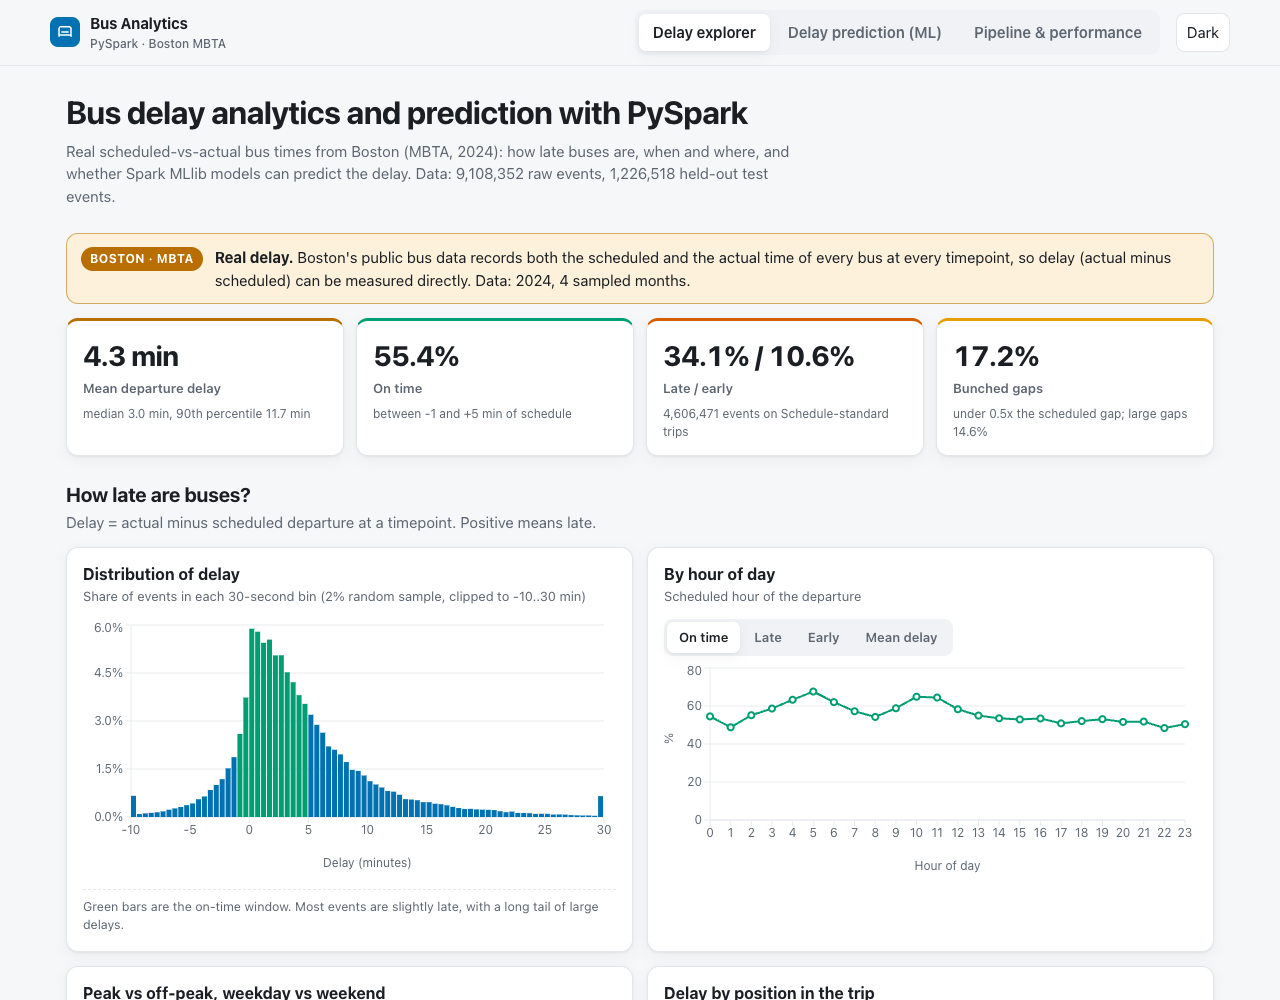 Bus Analytics
PySpark · Boston MBTA
Delay explorer
Delay prediction (ML)
Pipeline & performance
Dark
Bus delay analytics and prediction with PySpark
Real scheduled-vs-actual bus times from Boston (MBTA, 2024): how late buses are, when and where, and
whether Spark MLlib models can predict the delay. Data: 9,108,352 raw events, 1,226,518 held-out test
events.
BOSTON · MBTA
Real delay. Boston's public bus data records both the scheduled and the actual time of every bus at every timepoint, so delay (actual minus
scheduled) can be measured directly. Data: 2024, 4 sampled months.
4.3 min
Mean departure delay
median 3.0 min, 90th percentile 11.7 min
55.4%
On time
between -1 and +5 min of schedule
34.1% / 10.6%
Late / early
4,606,471 events on Schedule-standard
trips
17.2%
Bunched gaps
under 0.5x the scheduled gap; large gaps
14.6%
How late are buses?
Delay = actual minus scheduled departure at a timepoint. Positive means late.
Distribution of delay
Share of events in each 30-second bin (2% random sample, clipped to -10..30 min)
6.0%
4.5%
3.0%
1.5%
0.0%
-10 -5 0 5 10 15 20 25 30
Delay (minutes)
Green bars are the on-time window. Most events are slightly late, with a long tail of large
delays.
By hour of day
Scheduled hour of the departure
On time Late Early Mean delay
80
60
%
40
20
0
0 1 2 3 4 5 6 7 8 9 10 11 12 13 14 15 16 17 18 19 20 21 22 23
Hour of day
Peak vs off-peak, weekday vs weekend
Delay by position in the trip